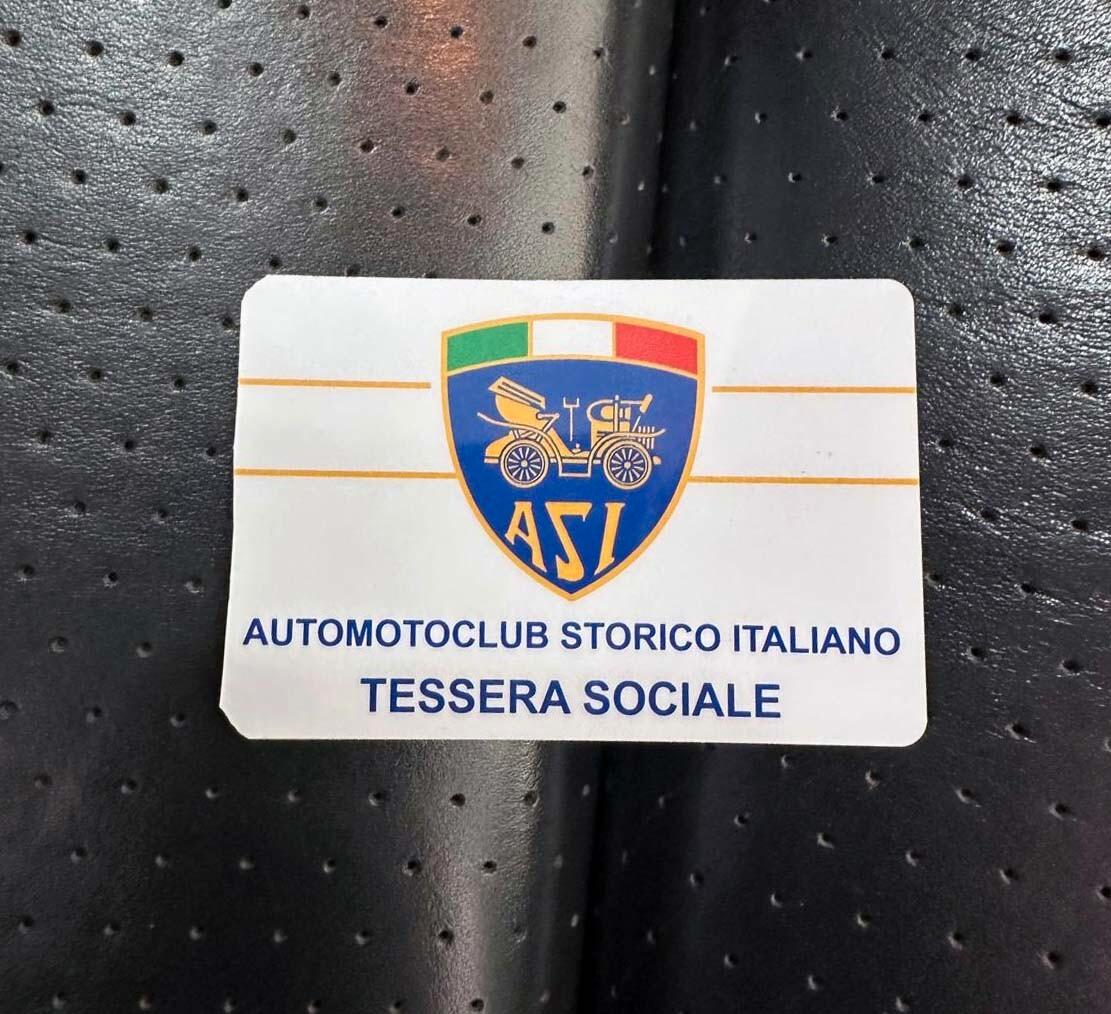 ASI
AUTOMOTOCLUB STORICO ITALIANO
TESSERA SOCIALE